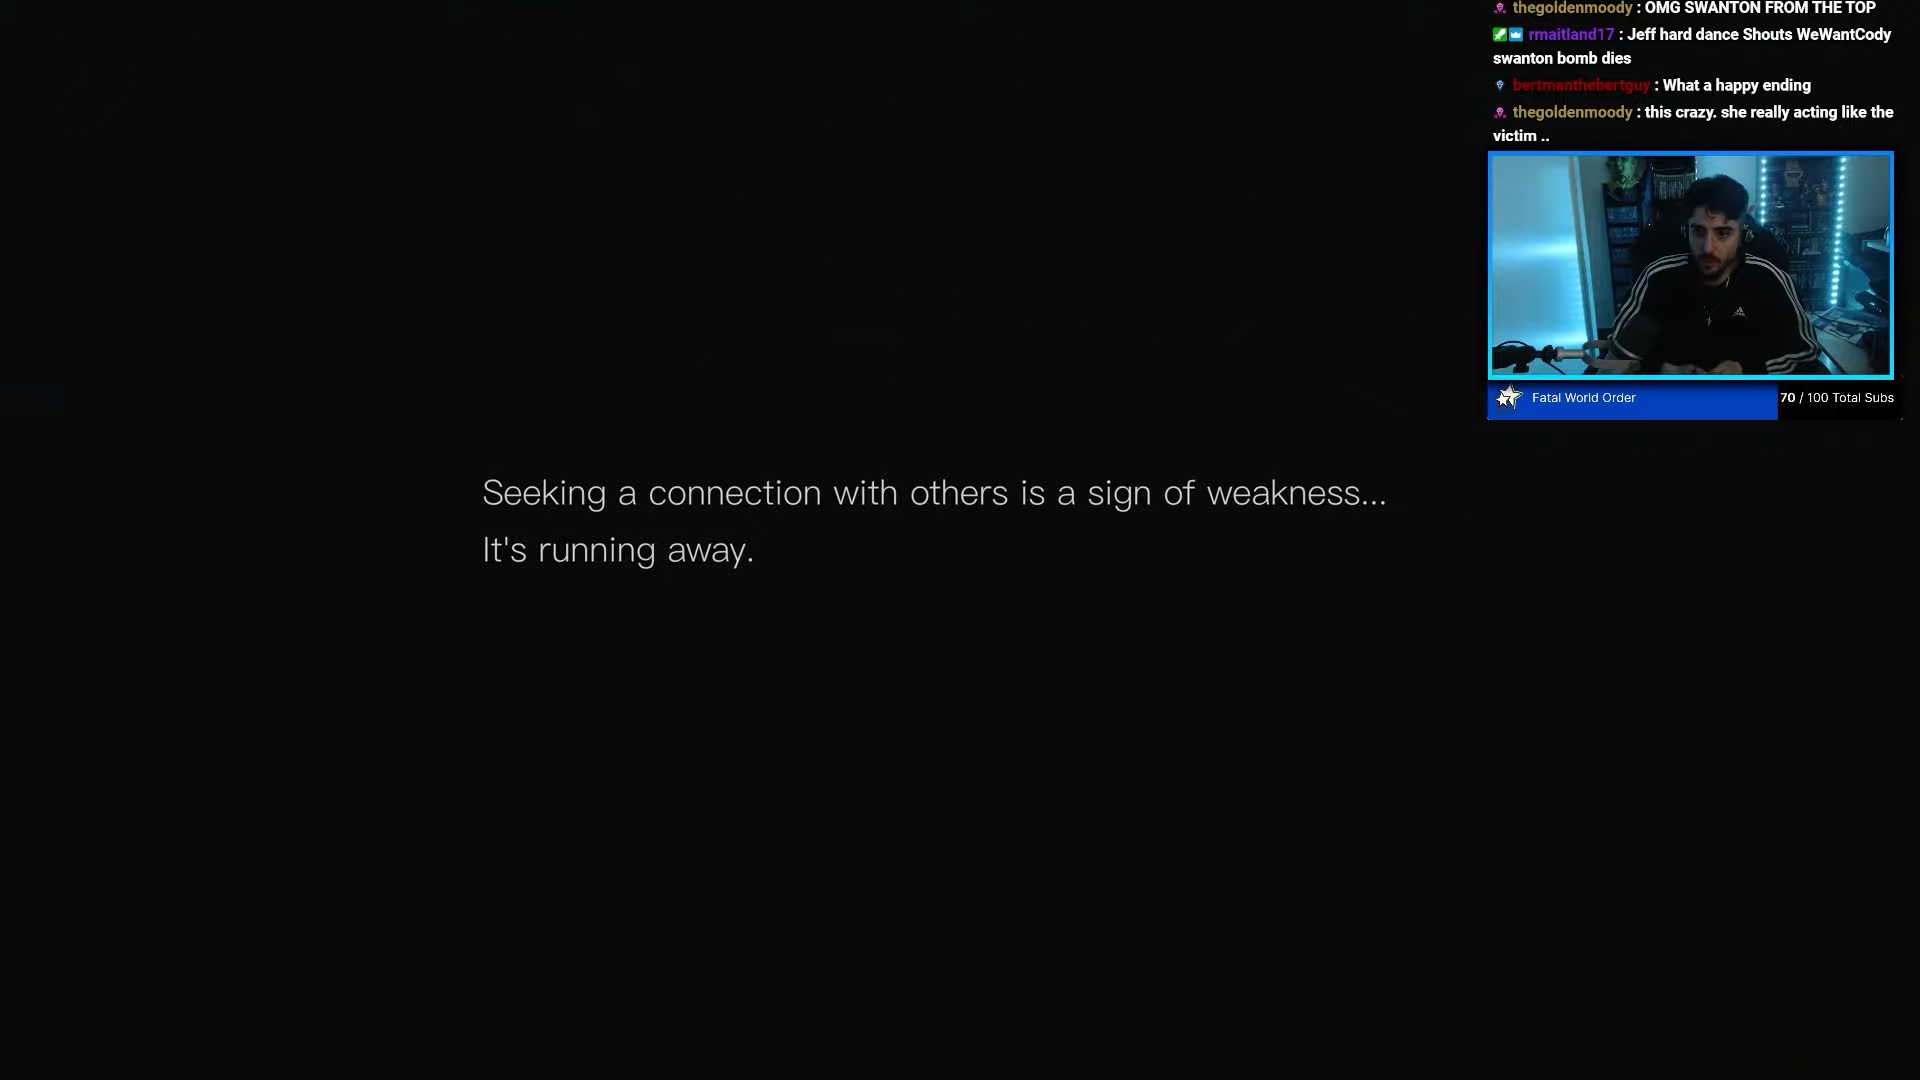 thegoldenmoody : OMG SWANTON FROM THE TOP
rmaitland17 : Jeff hard dance Shouts WeWantCody
swanton bomb dies
bertmanthebertguy : What a happy ending
thegoldenmoody : this crazy. she really acting like the
victim ..
7 Fatal World Order 70 / 100 Total Subs
Seeking a connection with others is a sign of weakness...
It's running away.